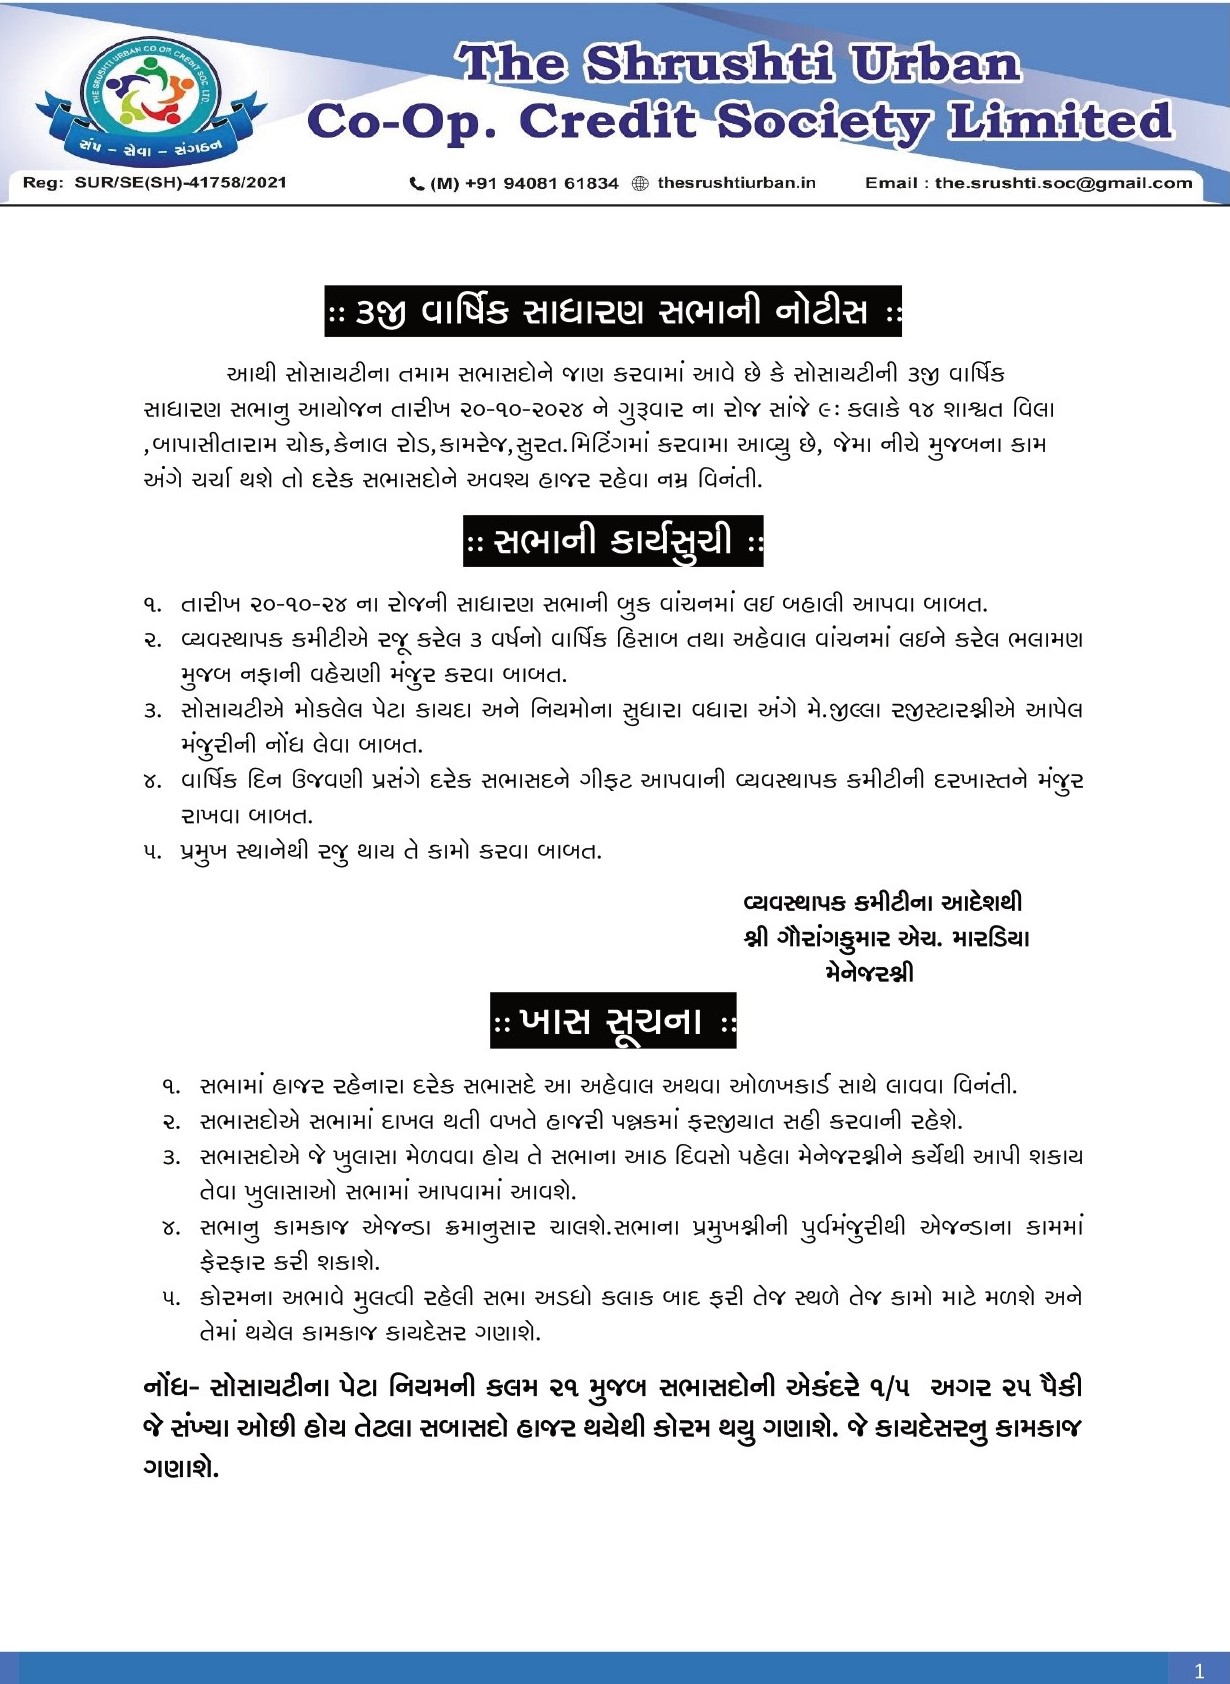 THE SRUSHTI URBAN CO.OP. CREDIT SOC. LTD.
સંપ – સેવા – સંગઠન
The Shrushti Urban
Co-Op. Credit Society Limited
Reg: SUR/SE(SH)-41758/2021 (M) +91 94081 61834 thesrushtiurban.in Email : the.srushti.soc@gmail.com
:: ૩જી વાર્ષિક સાધારણ સભાની નોટીસ ::
આથી સોસાયટીના તમામ સભાસદોને જાણ કરવામાં આવે છે કે સોસાયટીની ૩જી વાર્ષિક
સાધારણ સભાનુ આયોજન તારીખ ૨૦-૧૦-૨૦૨૪ ને ગુરૂવાર ના રોજ સાંજે ૯: કલાકે ૧૪ શાશ્વત વિલા
,બાપાસીતારામ ચોક,કેનાલ રોડ,કામરેજ,સુરત.મિટિંગમાં કરવામા આવ્યુ છે, જેમા નીચે મુજબના કામ
અંગે ચર્ચા થશે તો દરેક સભાસદોને અવશ્ય હાજર રહેવા નમ્ર વિનંતી.
:: સભાની કાર્યસુચી ::
૧. તારીખ ૨૦-૧૦-૨૪ ના રોજની સાધારણ સભાની બુક વાંચનમાં લઇ બહાલી આપવા બાબત.
૨. વ્યવસ્થાપક કમીટીએ રજૂ કરેલ ૩ વર્ષનો વાર્ષિક હિસાબ તથા અહેવાલ વાંચનમાં લઇને કરેલ ભલામણ
મુજબ નફાની વહેચણી મંજુર કરવા બાબત.
૩. સોસાયટીએ મોકલેલ પેટા કાયદા અને નિયમોના સુધારા વધારા અંગે મે.જીલ્લા રજીસ્ટારશ્રીએ આપેલ
મંજુરીની નોંધ લેવા બાબત.
૪. વાર્ષિક દિન ઉજવણી પ્રસંગે દરેક સભાસદને ગીફટ આપવાની વ્યવસ્થાપક કમીટીની દરખાસ્તને મંજુર
રાખવા બાબત.
૫. પ્રમુખ સ્થાનેથી રજુ થાય તે કામો કરવા બાબત.
વ્યવસ્થાપક કમીટીના આદેશથી
શ્રી ગૌરાંગકુમાર એચ. મારડિયા
મેનેજરશ્રી
:: ખાસ સૂચના ::
૧. સભામાં હાજર રહેનારા દરેક સભાસદે આ અહેવાલ અથવા ઓળખકાર્ડ સાથે લાવવા વિનંતી.
૨. સભાસદોએ સભામાં દાખલ થતી વખતે હાજરી પત્રકમાં ફરજીયાત સહી કરવાની રહેશે.
૩. સભાસદોએ જે ખુલાસા મેળવવા હોય તે સભાના આઠ દિવસો પહેલા મેનેજરશ્રીને કર્યેથી આપી શકાય
તેવા ખુલાસાઓ સભામાં આપવામાં આવશે.
૪. સભાનુ કામકાજ એજન્ડા ક્રમાનુસાર ચાલશે.સભાના પ્રમુખશ્રીની પુર્વમંજુરીથી એજન્ડાના કામમાં
ફેરફાર કરી શકાશે.
૫. કોરમના અભાવે મુલત્વી રહેલી સભા અડધો કલાક બાદ ફરી તેજ સ્થળે તેજ કામો માટે મળશે અને
તેમાં થયેલ કામકાજ કાયદેસર ગણાશે.
નોંધ- સોસાયટીના પેટા નિયમની કલમ ૨૧ મુજબ સભાસદોની એકંદરે ૧/૫ અગર ૨૫ પૈકી
જે સંખ્યા ઓછી હોય તેટલા સબાસદો હાજર થયેથી કોરમ થયુ ગણાશે. જે કાયદેસરનુ કામકાજ
ગણાશે.
1